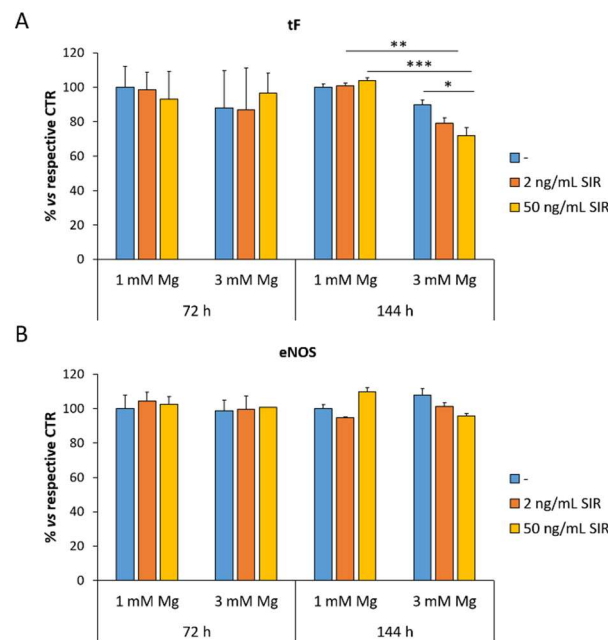 A
tF
**
***
*
120
100
80
60
40
20
0
% vs respective CTR
-
2 ng/mL SIR
50 ng/mL SIR
1 mM Mg 3 mM Mg 1 mM Mg 3 mM Mg
72 h 144 h
B
eNOS
120
100
80
60
40
20
0
% vs respective CTR
-
2 ng/mL SIR
50 ng/mL SIR
1 mM Mg 3 mM Mg 1 mM Mg 3 mM Mg
72 h 144 h